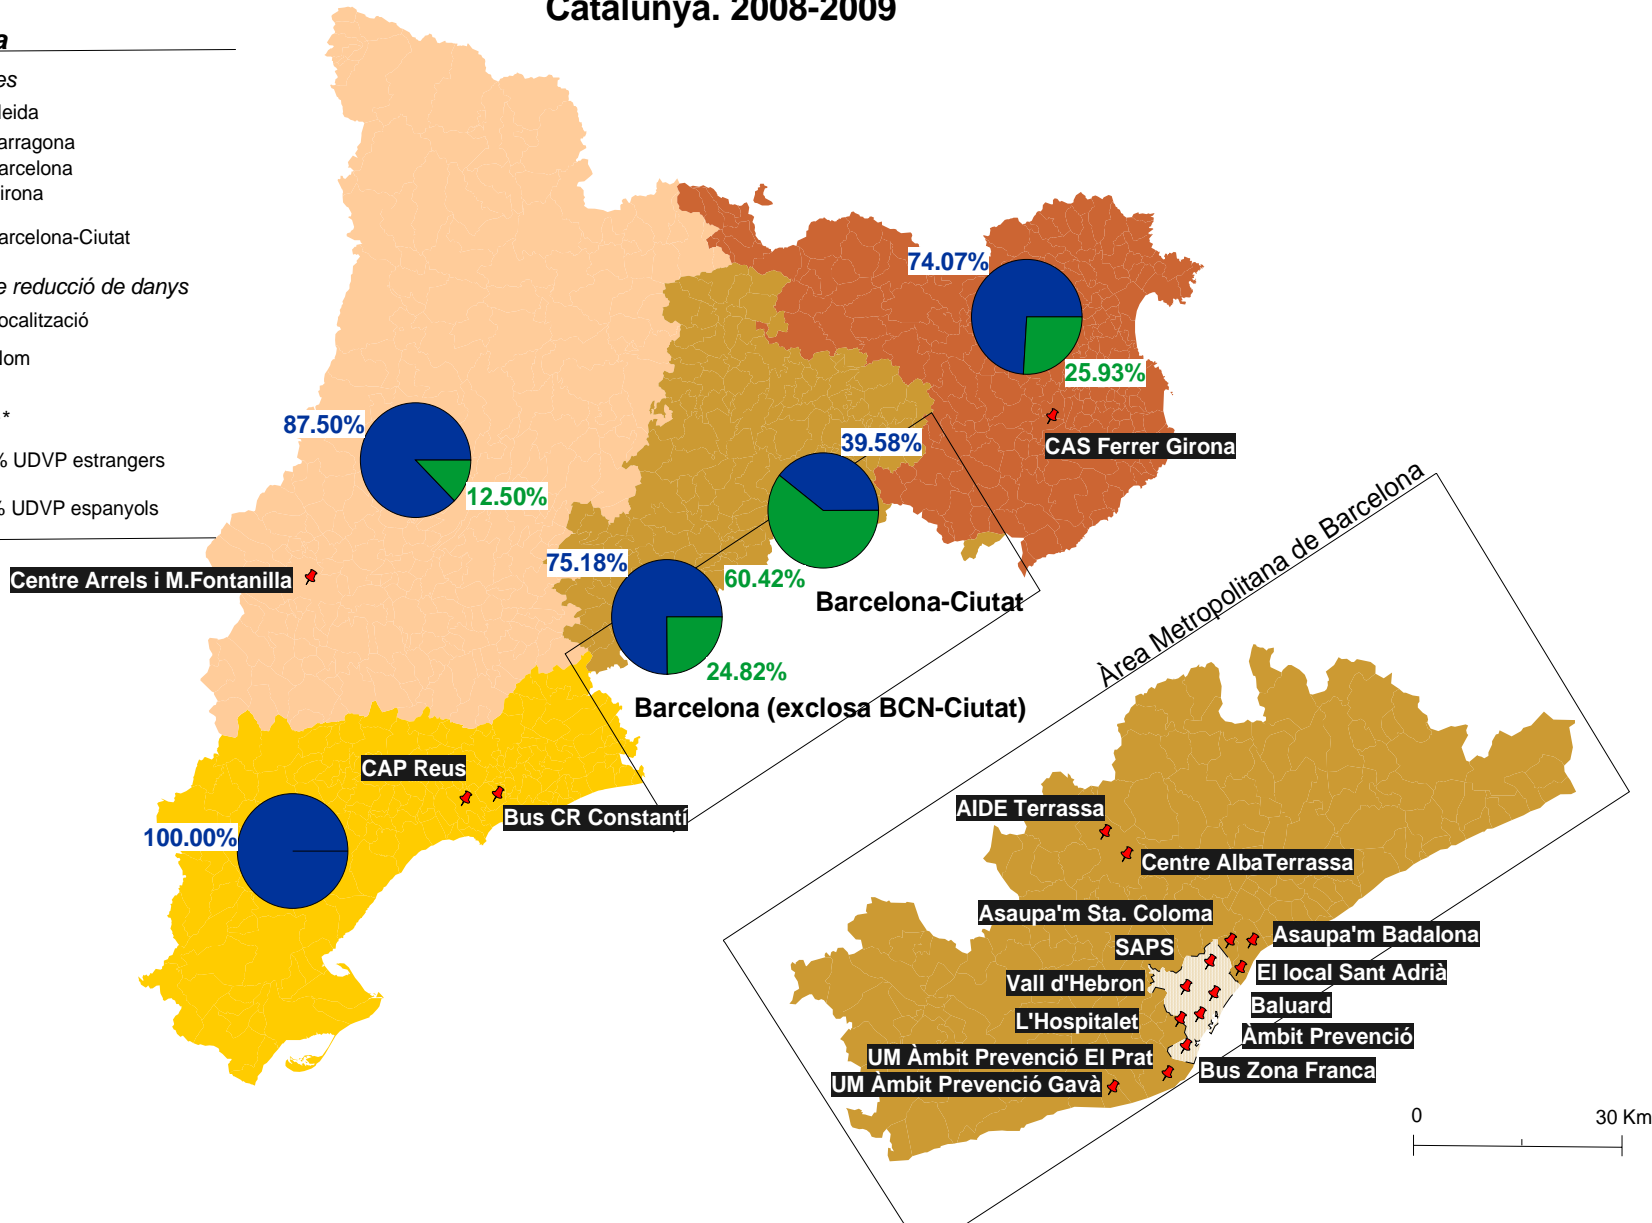 Catalunya. 2008-2009
a
es
leida
arragona
arcelona
irona
arcelona-Ciutat
e reducció de danys
ocalització
Nom
*
% UDVP estrangers
% UDVP espanyols
74.07%
25.93%
CAS Ferrer Girona
87.50%
12.50%
39.58%
60.42%
Barcelona-Ciutat
75.18%
24.82%
Barcelona (exclosa BCN-Ciutat)
Centre Arrels i M.Fontanilla
CAP Reus
Bus CR Constantí
100.00%
Àrea Metropolitana de Barcelona
AIDE Terrassa
Centre AlbaTerrassa
Asaupa'm Sta. Coloma
Asaupa'm Badalona
SAPS
El local Sant Adrià
Vall d'Hebron
Baluard
L'Hospitalet
Àmbit Prevenció
UM Àmbit Prevenció El Prat
Bus Zona Franca
UM Àmbit Prevenció Gavà
0 30 Km